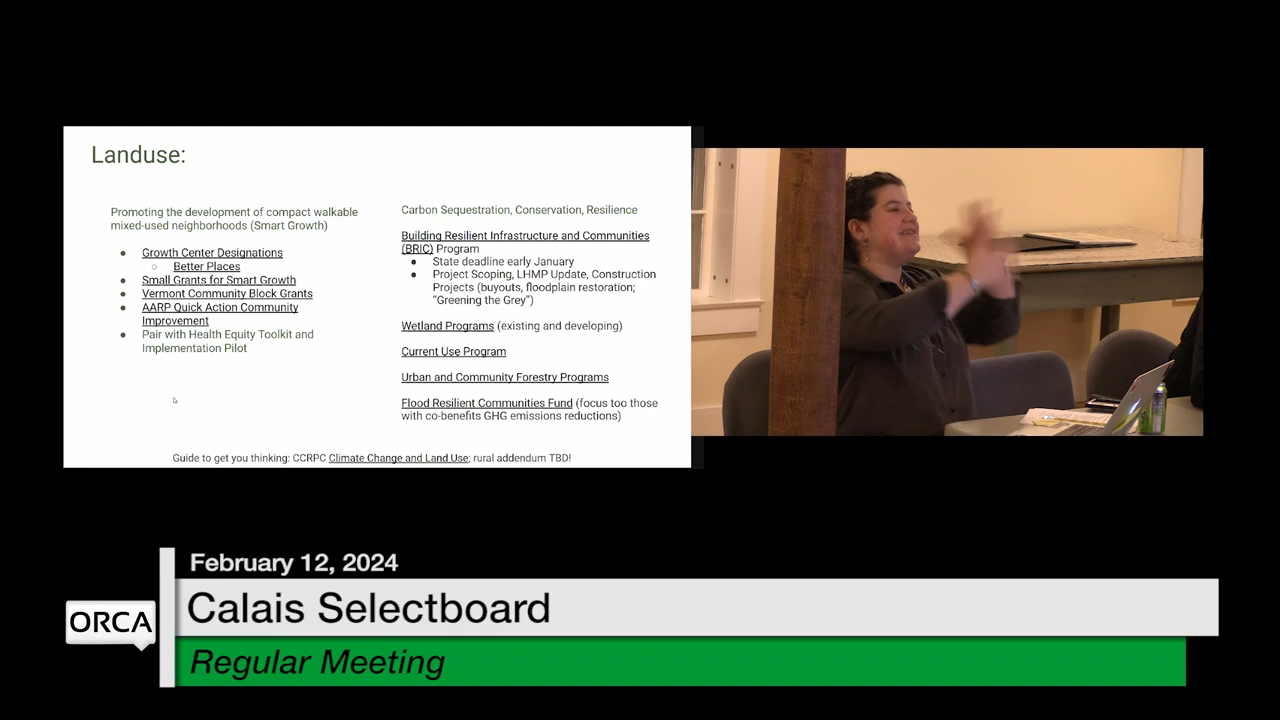 Landuse:
Promoting the development of compact walkable
mixed-used neighborhoods (Smart Growth)
Growth Center Designations
Better Places
Small Grants for Smart Growth
Vermont Community Block Grants
AARP Quick Action Community
Improvement
Pair with Health Equity Toolkit and
Implementation Pilot
Carbon Sequestration, Conservation, Resilience
Building Resilient Infrastructure and Communities
(BRIC) Program
State deadline early January
Project Scoping, LHMP Update, Construction
Projects (buyouts, floodplain restoration;
“Greening the Grey”)
Wetland Programs (existing and developing)
Current Use Program
Urban and Community Forestry Programs
Flood Resilient Communities Fund (focus too those
with co-benefits GHG emissions reductions)
Guide to get you thinking: CCRPC Climate Change and Land Use; rural addendum TBD!
February 12, 2024
Calais Selectboard
ORCA
Regular Meeting